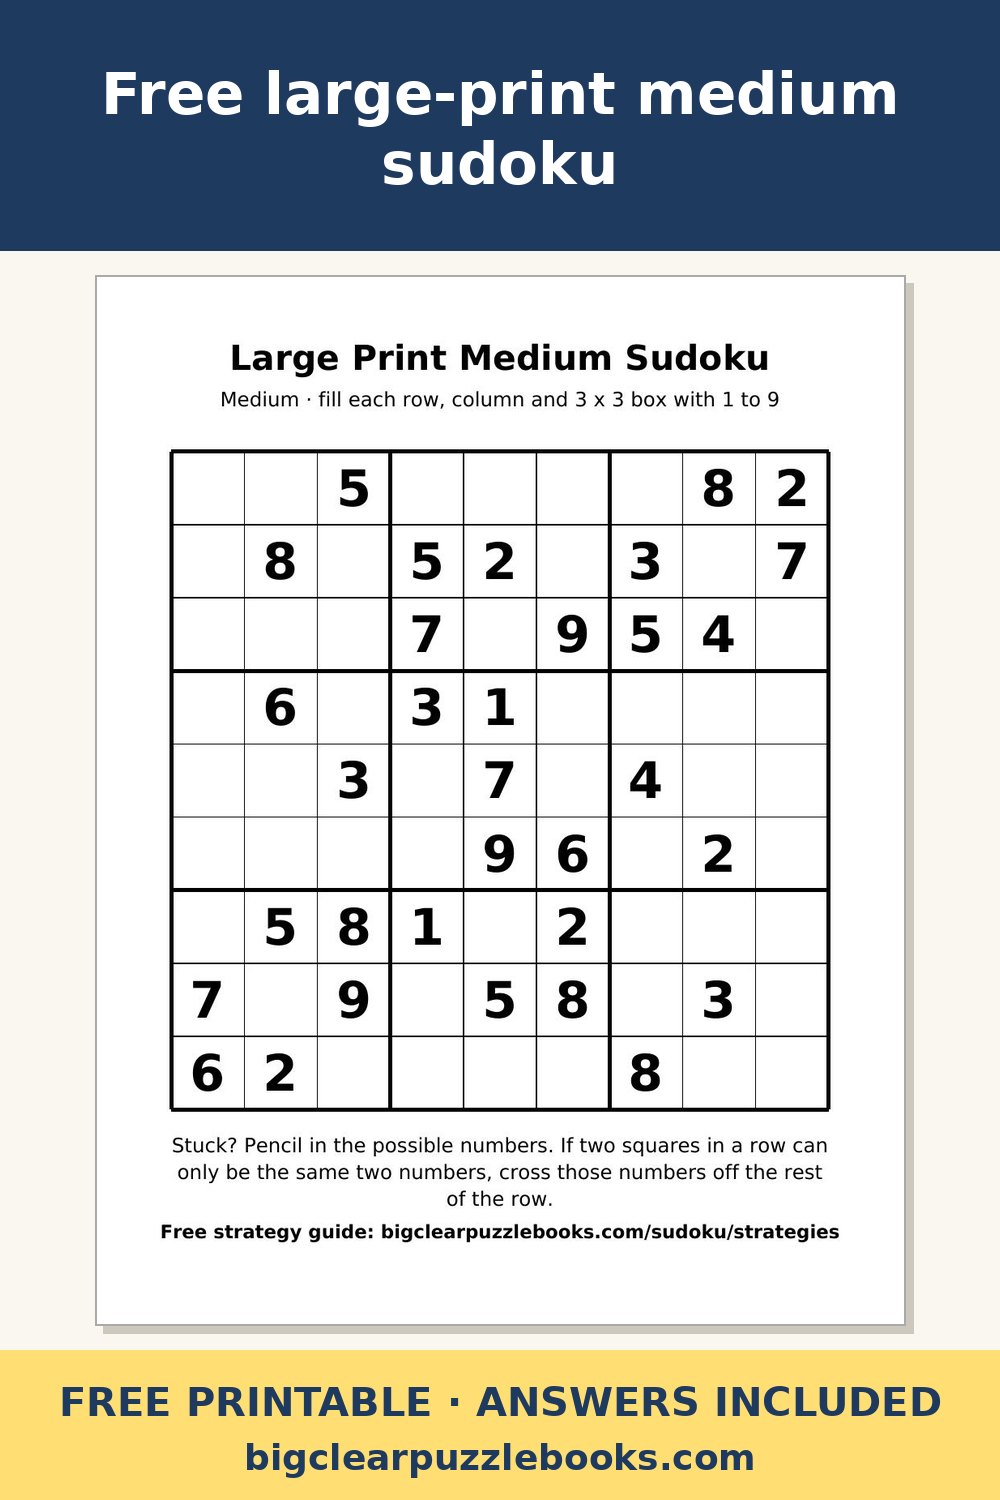 Free large-print medium
sudoku
Large Print Medium Sudoku
Medium · fill each row, column and 3 x 3 box with 1 to 9
5 8 2
8 5 2 3 7
7 9 5 4
6 3 1
3 7 4
9 6 2
5 8 1 2
7 9 5 8 3
6 2 8
Stuck? Pencil in the possible numbers. If two squares in a row can
only be the same two numbers, cross those numbers off the rest
of the row.
Free strategy guide: bigclearpuzzlebooks.com/sudoku/strategies
FREE PRINTABLE · ANSWERS INCLUDED
bigclearpuzzlebooks.com